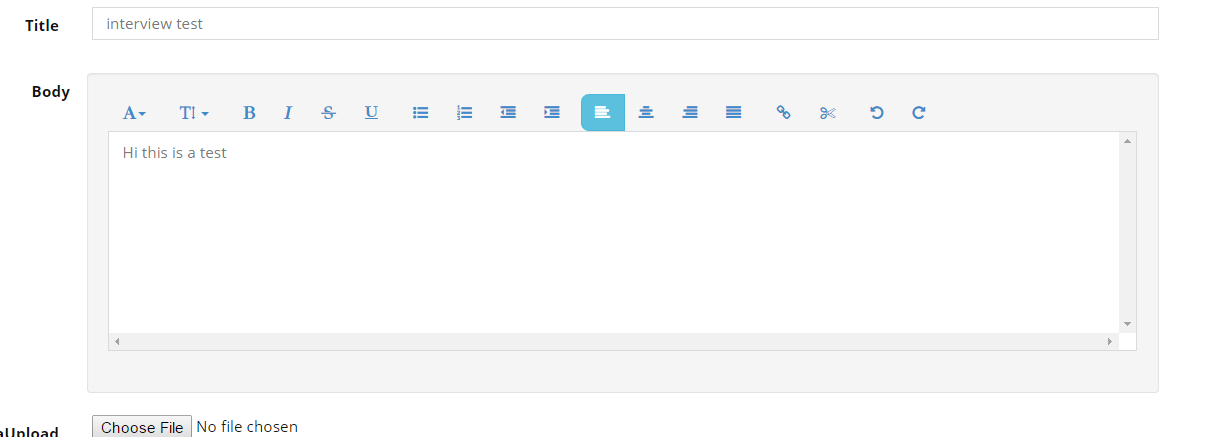 Title interview test
Body
A T B I S U
Hi this is a test
aUpload Choose File No file chosen